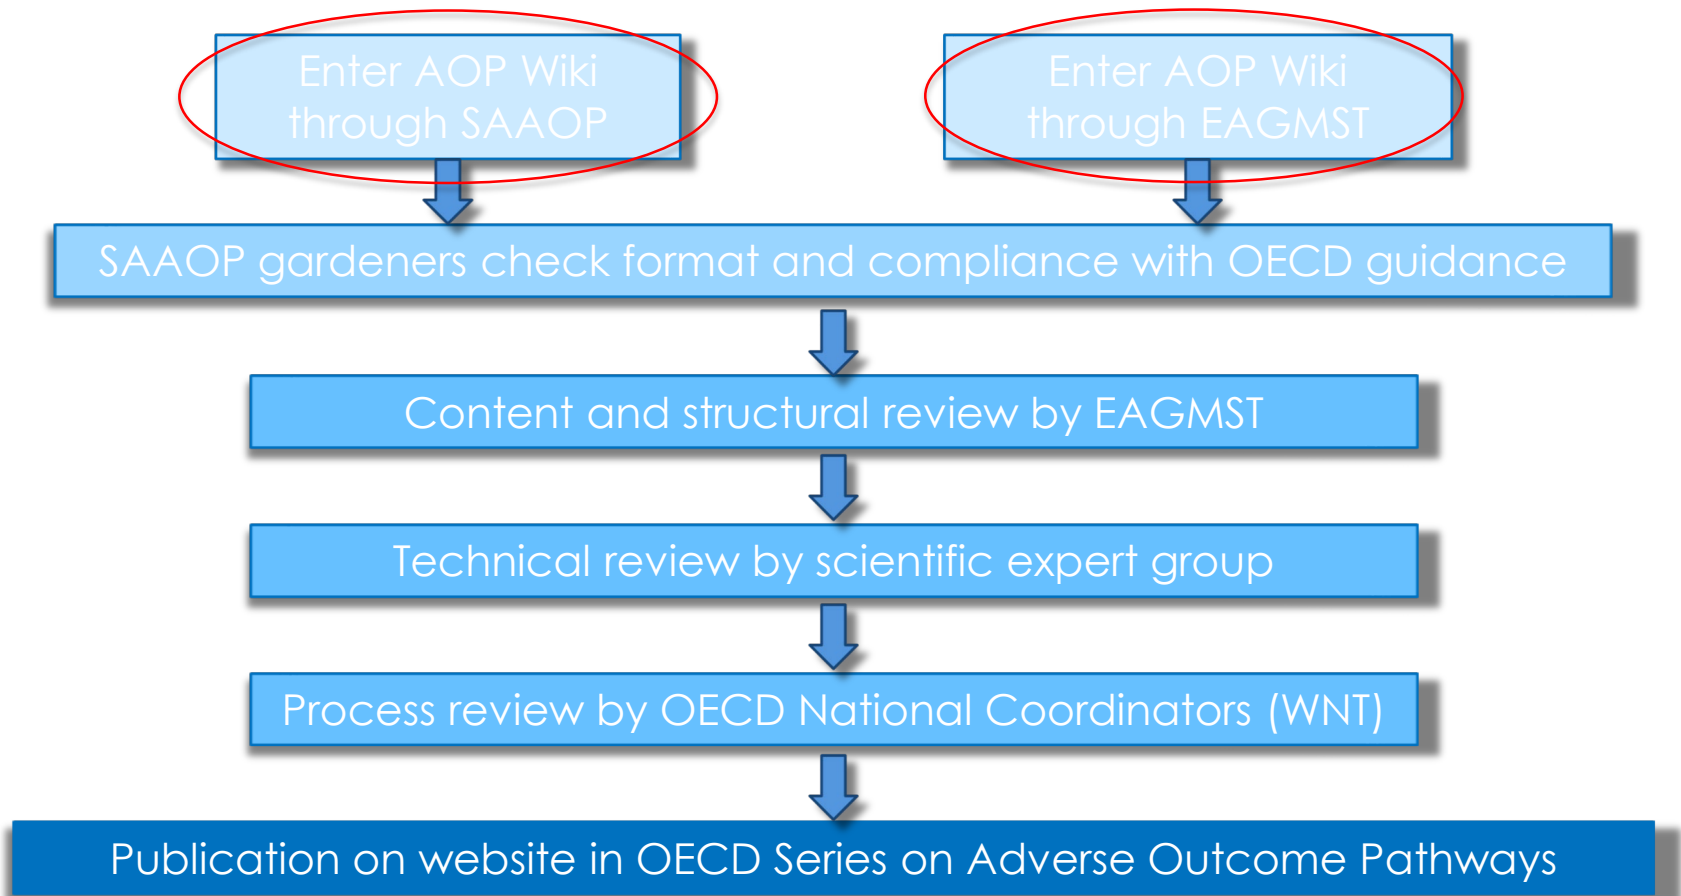 Enter AOP Wiki
through SAAOP
Enter AOP Wiki
through EAGMST
SAAOP gardeners check format and compliance with OECD guidance
Content and structural review by EAGMST
Technical review by scientific expert group
Process review by OECD National Coordinators (WNT)
Publication on website in OECD Series on Adverse Outcome Pathways